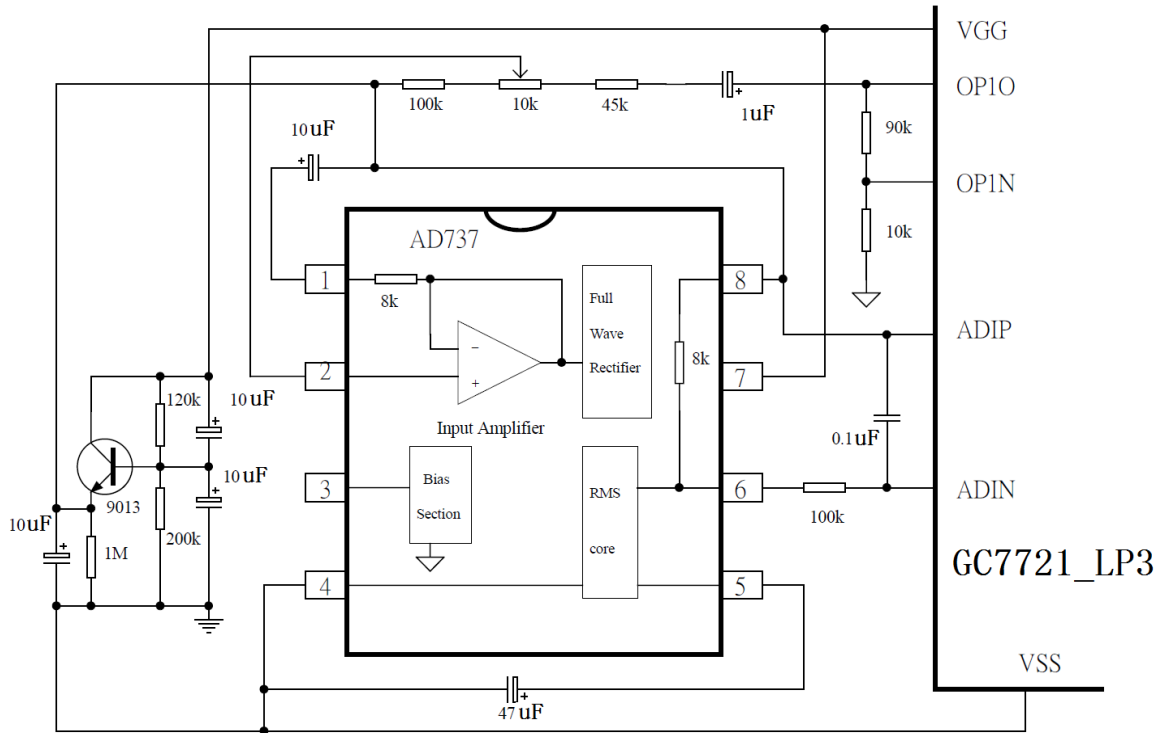 VGG
OP1O
100k
10k
45k
1uF
90k
10uF
OP1N
10k
AD737
1
8k
Full
Wave
Rectifier
8
8k
ADIP
2
−
+
7
120k
10uF
Input Amplifier
0.1uF
10uF
3
Bias
Section
RMS
core
6
100k
ADIN
9013
10uF
1M
200k
4
5
GC7721_LP3
VSS
47uF